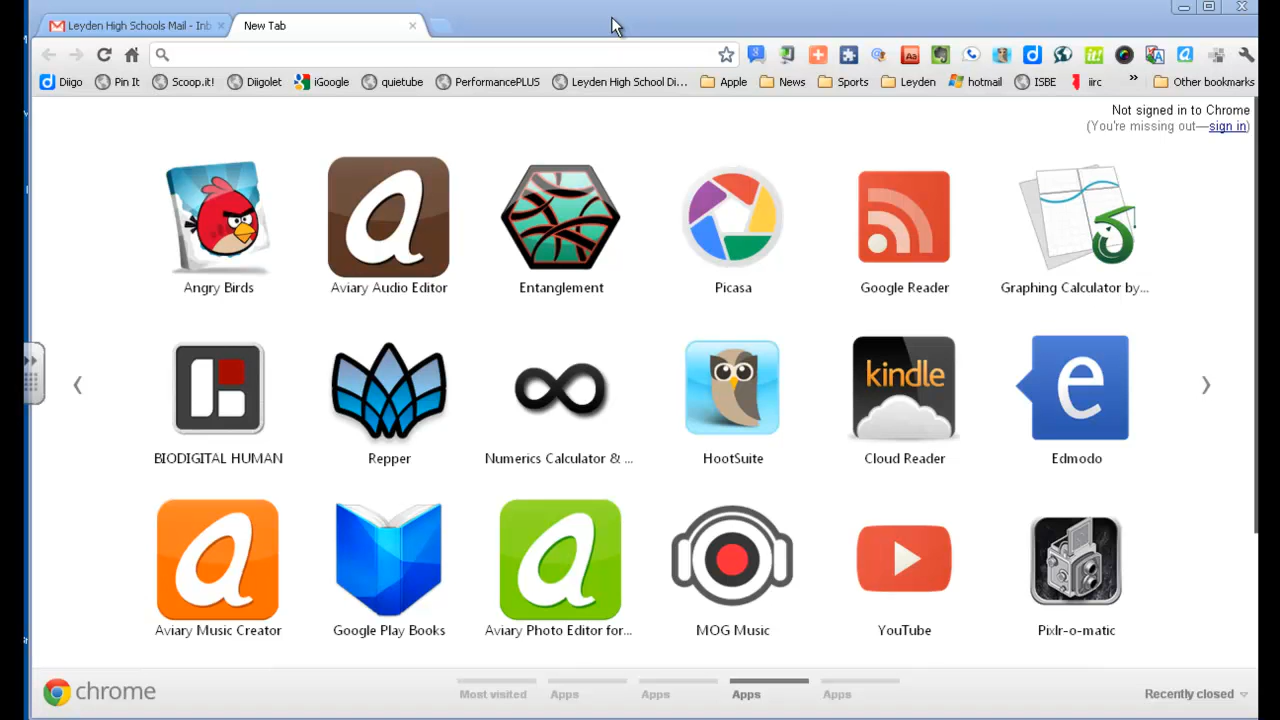 Leyden High Schools Mail - Inb
New Tab
Diigo
Pin It
Scoop.it!
Diigolet
iGoogle
quietube
PerformancePLUS
Leyden High School Di...
Apple
News
Sports
Leyden
hotmail
ISBE
iirc
Other bookmarks
Not signed in to Chrome
(You're missing out—sign in)
Angry Birds
a
Aviary Audio Editor
Entanglement
Picasa
Google Reader
Graphing Calculator by...
BIODIGITAL HUMAN
Repper
Numerics Calculator & ...
HootSuite
kindle
Cloud Reader
e
Edmodo
a
Aviary Music Creator
Google Play Books
a
Aviary Photo Editor for...
MOG Music
YouTube
Pixlr-o-matic
chrome
Most visited
Apps
Apps
Apps
Apps
Recently closed